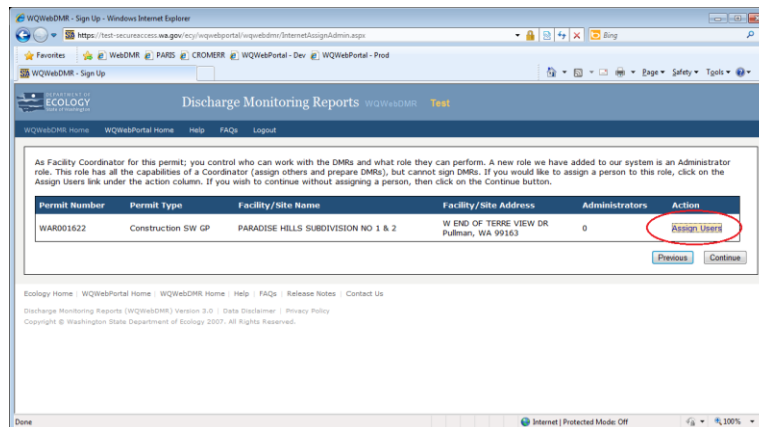 WQWebDMR - Sign Up - Windows Internet Explorer
https://test-secureaccess.wa.gov/ecy/wqwebportal/wqwebdmr/InternetAssignAdmin.aspx
Bing
Favorites WebDMR PARIS CROMERR WQWebPortal - Dev WQWebPortal - Prod
WQWebDMR - Sign Up
Page Safety Tools
DEPARTMENT OF
ECOLOGY
State of Washington
Discharge Monitoring Reports WQWEBDMR Test
WQWebDMR Home WQWebPortal Home Help FAQs Logout
As Facility Coordinator for this permit; you control who can work with the DMRs and what role they can perform. A new role we have added to our system is an Administrator
role. This role has all the capabilities of a Coordinator (assign others and prepare DMRs), but cannot sign DMRs. If you would like to assign a person to this role, click on the
Assign Users link under the action column. If you wish to continue without assigning a person, then click on the Continue button.
Permit Number Permit Type Facility/Site Name Facility/Site Address Administrators Action
WAR001622 Construction SW GP PARADISE HILLS SUBDIVISION NO 1 & 2 W END OF TERRE VIEW DR 0 Assign Users
Pullman, WA 99163
Previous Continue
Ecology Home | WQWebPortal Home | WQWebDMR Home | Help | FAQs | Release Notes | Contact Us
Discharge Monitoring Reports (WQWebDMR) Version 3.0 | Data Disclaimer | Privacy Policy
Copyright © Washington State Department of Ecology 2007. All Rights Reserved.
Done Internet | Protected Mode: Off 100%